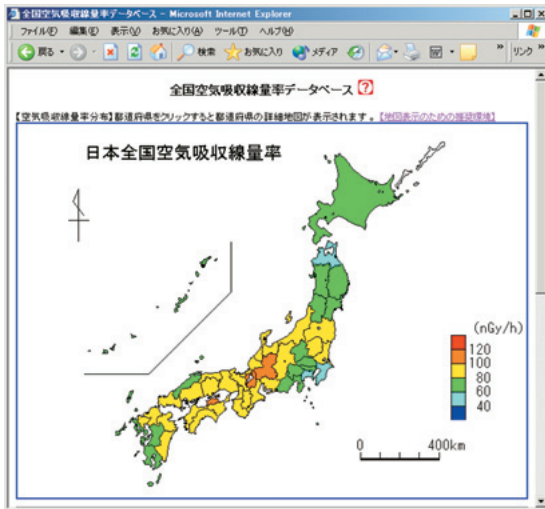 全国空気吸収線量率データベース - Microsoft Internet Explorer
ファイル(F) 編集(E) 表示(V) お気に入り(A) ツール(T) ヘルプ(H)
戻る 検索 お気に入り メディア » リンク »
全国空気吸収線量率データベース ?
【空気吸収線量率分布】都道府県をクリックすると都道府県の詳細地図が表示されます。【地図表示のための推奨環境】
日本全国空気吸収線量率
(nGy/h)
120
100
80
60
40
0 400km